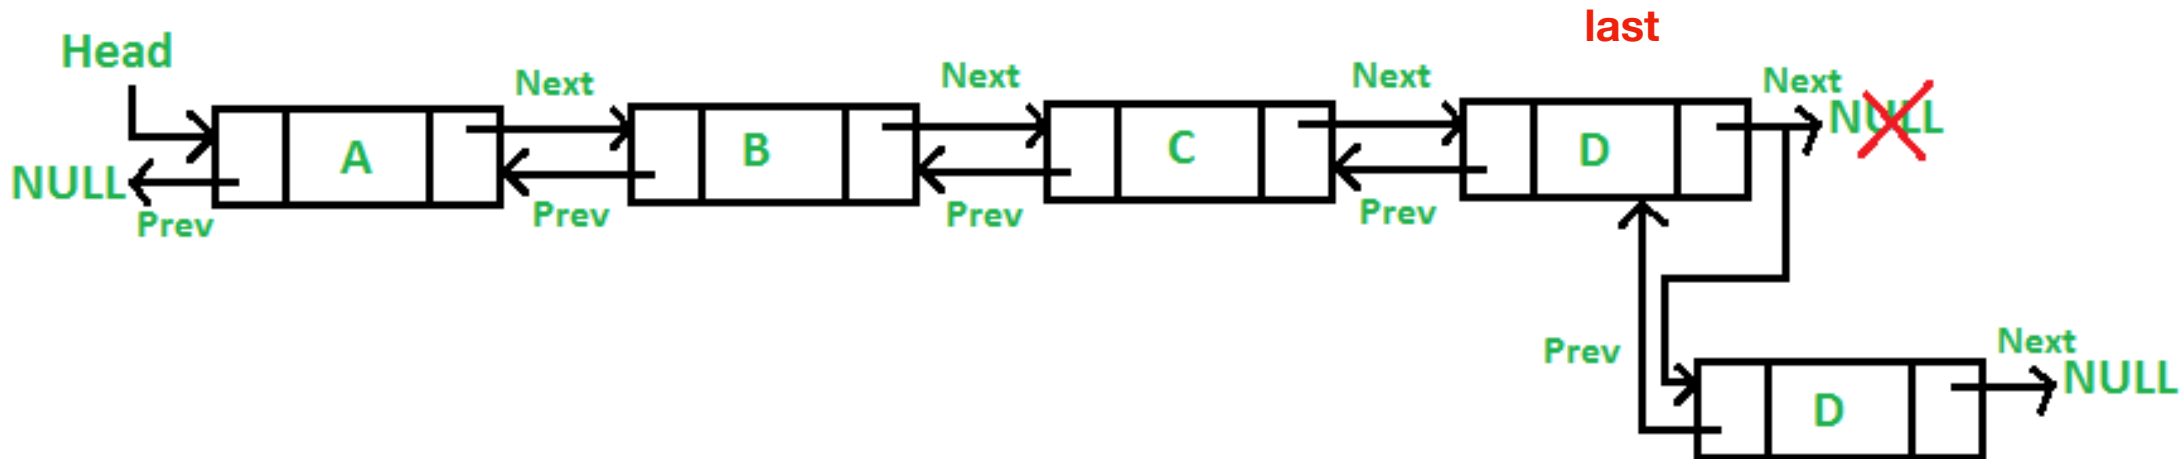 last
Head
Next
Next
Next
Next
NULL
A
B
C
D
NULL
Prev
Prev
Prev
Prev
Prev
Next
NULL
D